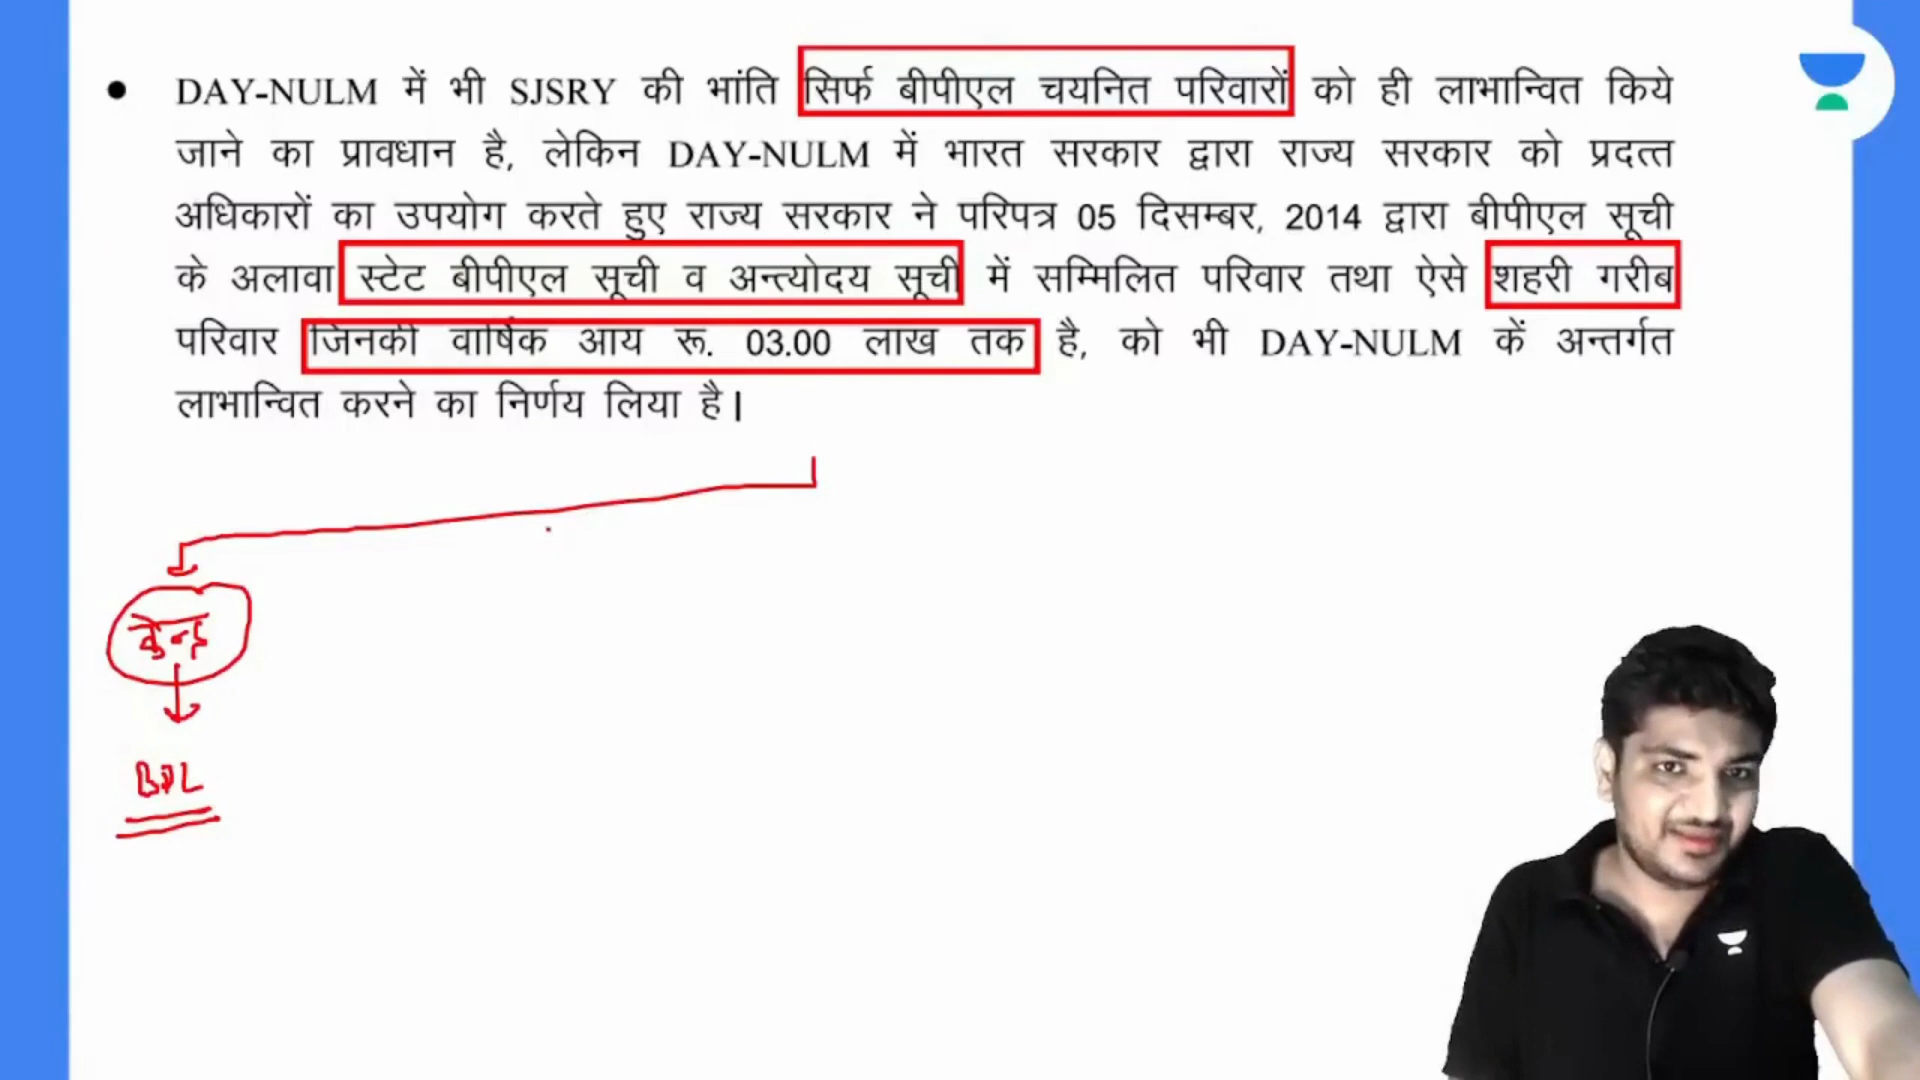 DAY-NULM में भी SJSRY की भांति सिर्फ बीपीएल चयनित परिवारों को ही लाभान्वित किये
जाने का प्रावधान है, लेकिन DAY-NULM में भारत सरकार द्वारा राज्य सरकार को प्रदत्त
अधिकारों का उपयोग करते हुए राज्य सरकार ने परिपत्र 05 दिसम्बर, 2014 द्वारा बीपीएल सूची
के अलावा स्टेट बीपीएल सूची व अन्त्योदय सूची में सम्मिलित परिवार तथा ऐसे शहरी गरीब
परिवार जिनकी वार्षिक आय रू. 03.00 लाख तक है, को भी DAY-NULM कें अन्तर्गत
लाभान्वित करने का निर्णय लिया है।
केन्द्र
BPL